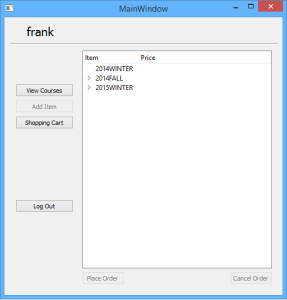 MainWindow
frank
Item Price
2014WINTER
2014FALL
2015WINTER
View Courses
Add Item
Shopping Cart
Log Out
Place Order Cancel Order